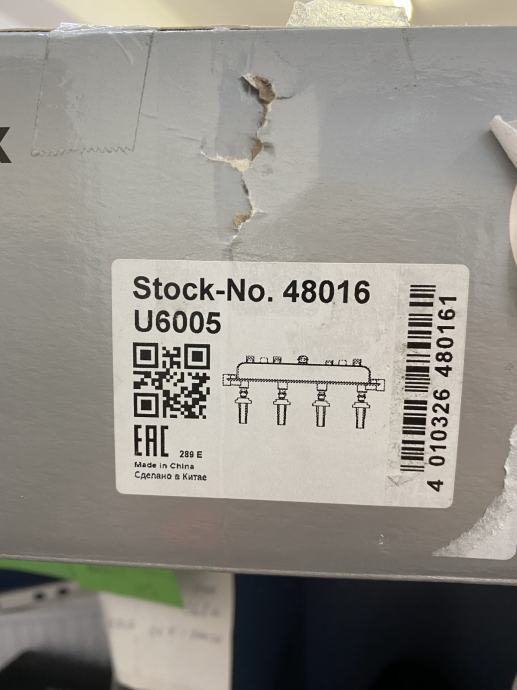 x
Stock-No. 48016
U6005
EAC
289 E
Made in China
Сделано в Китае
4 010326 480161